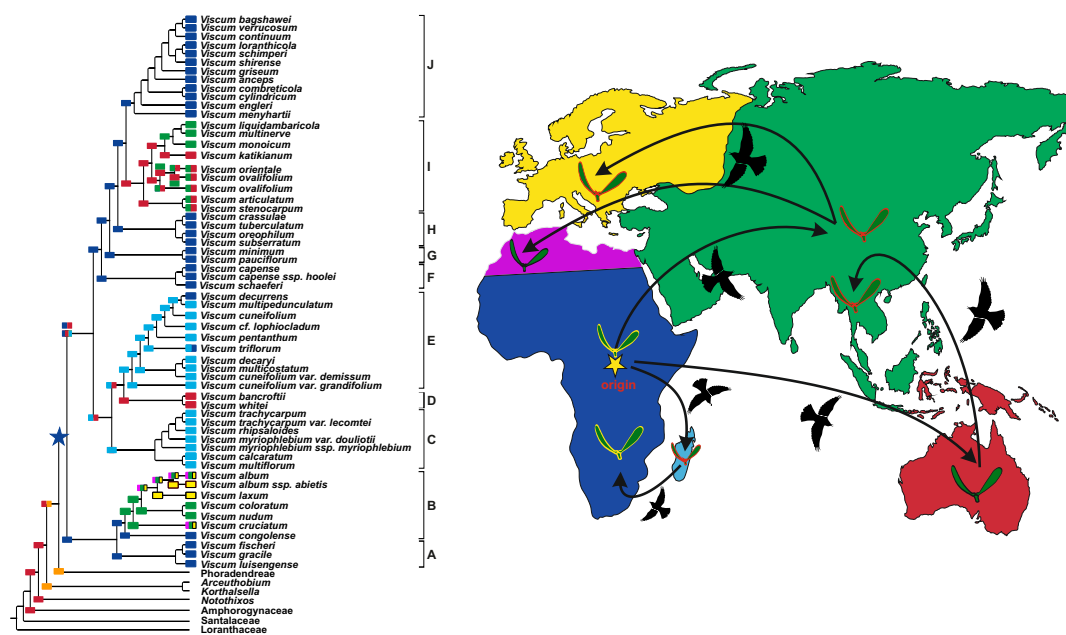 Viscum bagshawei
Viscum verrucosum
Viscum continuum
Viscum loranthicola
Viscum schimperi
Viscum shirense
Viscum griseum
Viscum anceps
Viscum combreticola
Viscum cylindricum
Viscum engleri
Viscum menyhartii
J
Viscum liquidambaricola
Viscum multinerve
Viscum monoicum
Viscum katikianum
Viscum orientale
Viscum ovalifolium
Viscum ovalifolium
Viscum articulatum
Viscum stenocarpum
I
Viscum crassulae
Viscum tuberculatum
Viscum oreophilum
Viscum subserratum
H
Viscum minimum
Viscum pauciflorum
G
Viscum capense
Viscum capense ssp. hoolei
Viscum schaeferi
F
Viscum decurrens
Viscum multipedunculatum
Viscum cuneifolium
Viscum cf. lophiocladum
Viscum pentanthum
Viscum triflorum
Viscum decaryi
Viscum multicostatum
Viscum cuneifolium var. demissum
Viscum cuneifolium var. grandifolium
E
Viscum bancroftii
Viscum whitei
D
Viscum trachycarpum
Viscum trachycarpum var. lecomtei
Viscum rhipsaloides
Viscum myriophlebium var. douliotii
Viscum myriophlebium ssp. myriophlebium
Viscum calcaratum
Viscum multiflorum
C
Viscum album
Viscum album ssp. abietis
Viscum laxum
Viscum coloratum
Viscum nudum
Viscum cruciatum
Viscum congolense
B
Viscum fischeri
Viscum gracile
Viscum luisengense
A
Phoradendreae
Arceuthobium
Korthalsella
Notothixos
Amphorogynaceae
Santalaceae
Loranthaceae
origin